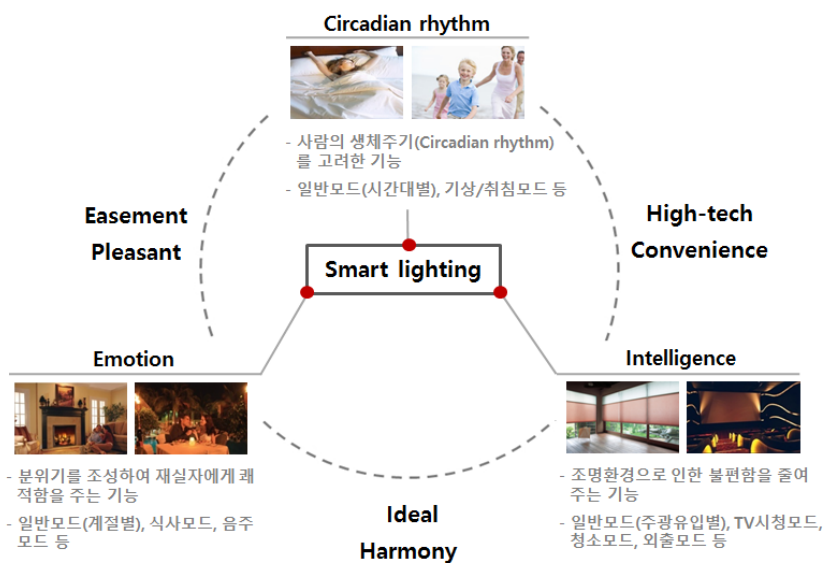 Circadian rhythm
- 사람의 생체주기(Circadian rhythm)
를 고려한 기능
- 일반모드(시간대별), 기상/취침모드 등
Easement
Pleasant
High-tech
Convenience
Smart lighting
Emotion
- 분위기를 조성하여 재실자에게 쾌
적함을 주는 기능
- 일반모드(계절별), 식사모드, 음주
모드 등
Intelligence
- 조명환경으로 인한 불편함을 줄여
주는 기능
- 일반모드(주광유입별), TV시청모드,
청소모드, 외출모드 등
Ideal
Harmony